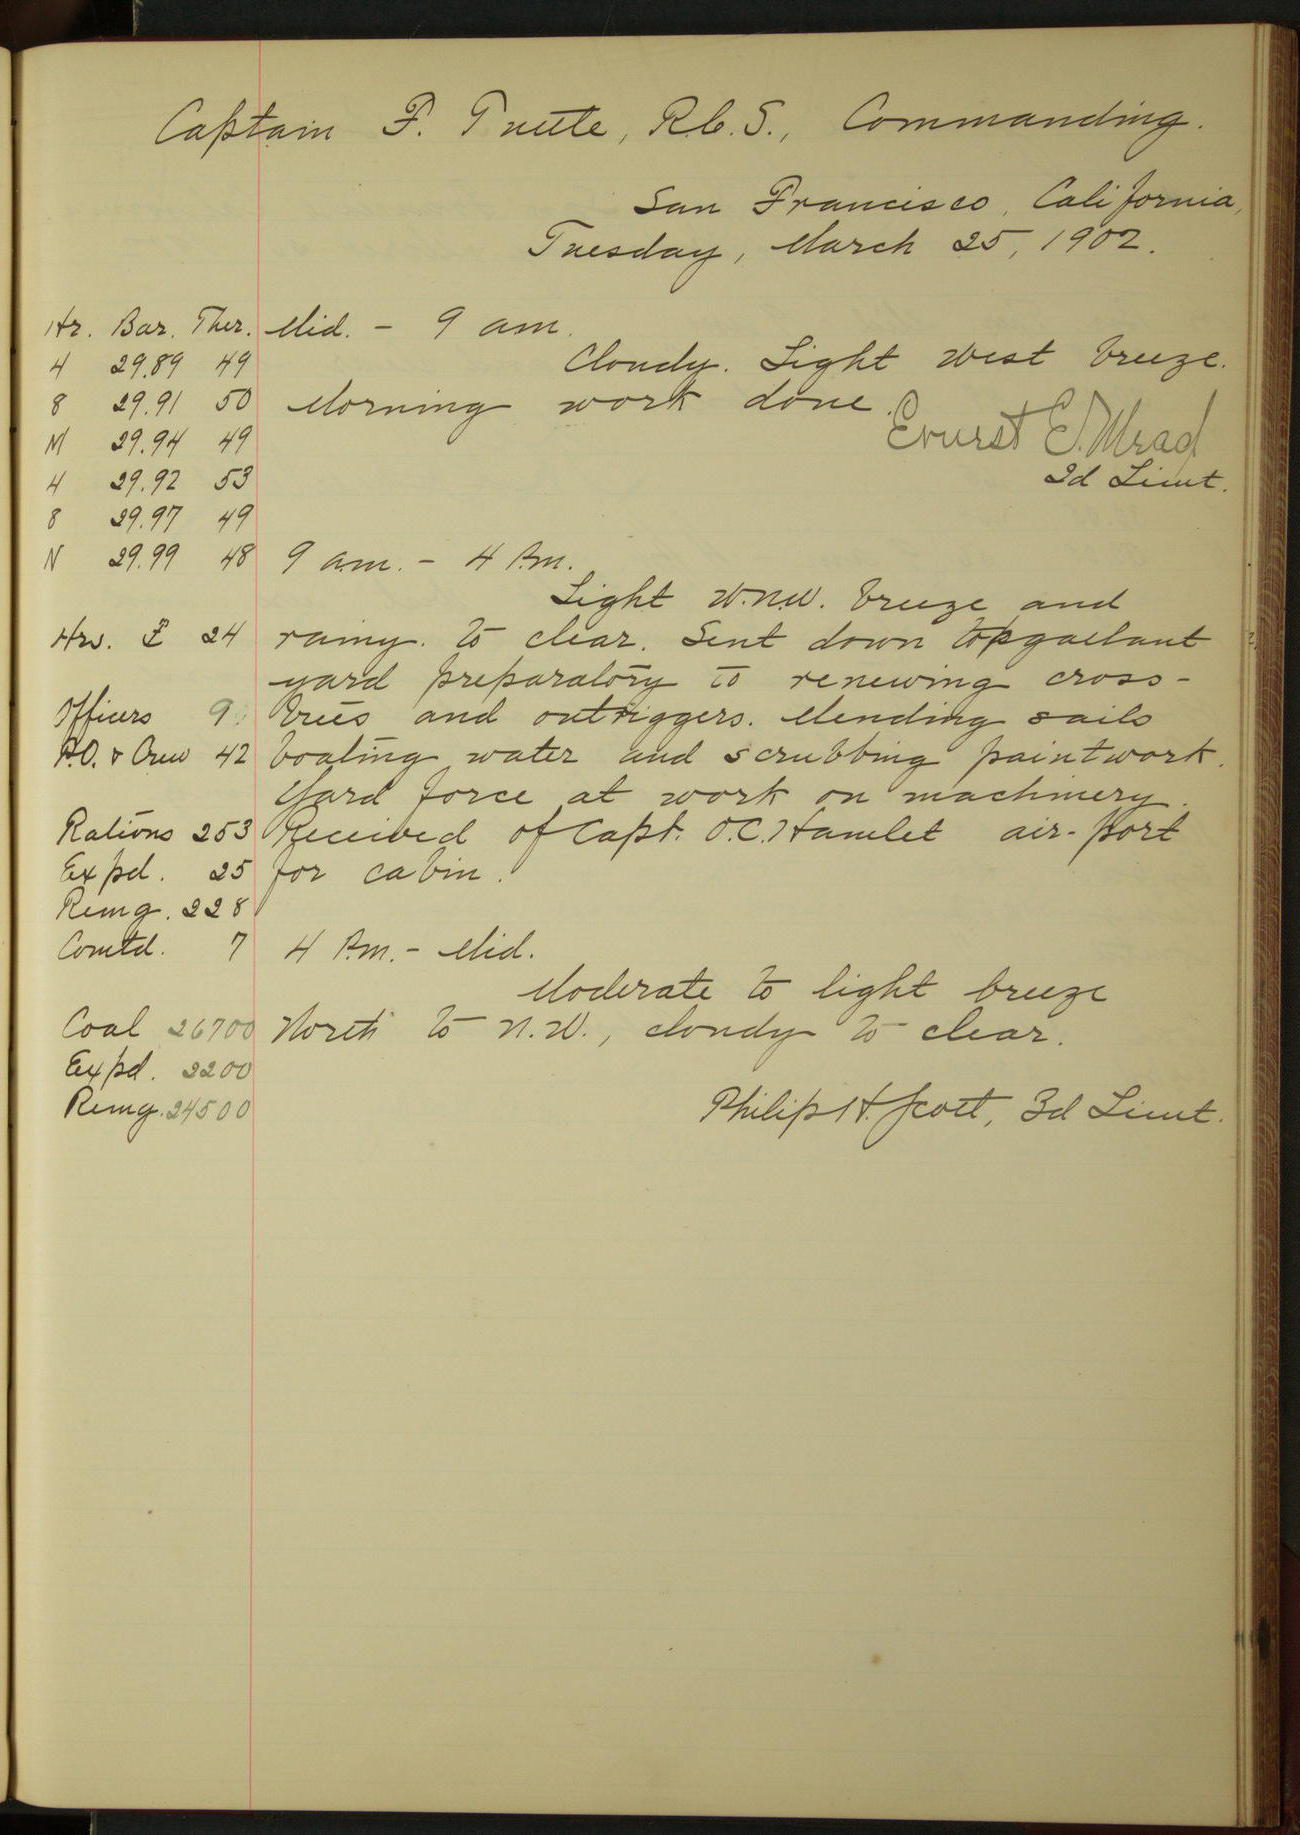 Captain F. Tuttle, R.C.S., Commanding.
San Francisco, California,
Tuesday, March 25, 1902.
Hr. Bar. Ther. Mid. - 9 am.
4 29.89 49 Cloudy. Light West breeze.
8 29.91 50 Morning work done.
M 29.94 49 Ernest E. Mead
4 29.92 53 2d Lieut.
8 29.97 49
N 29.99 48 9 a.m. - 4 P.m.
Light W.N.W. breeze and
Hrs. F 24 rainy. to clear. Sent down topgallant
yard preparatory to renewing cross-
Officers 9 trees and outriggers. Mending sails
P.O. & Crew 42 boating water and scrubbing paintwork.
Yard force at work on machinery.
Rations 253 Received of Capt. O.C. Hamlet air-port
Expd. 25 for cabin.
Remg. 228
Comtd. 7 4 P.m. - Mid.
Moderate to light breeze
Coal 26700 North to N.W., cloudy to clear.
Expd. 2200
Remg. 24500 Philip H. Scott, 3d Lieut.